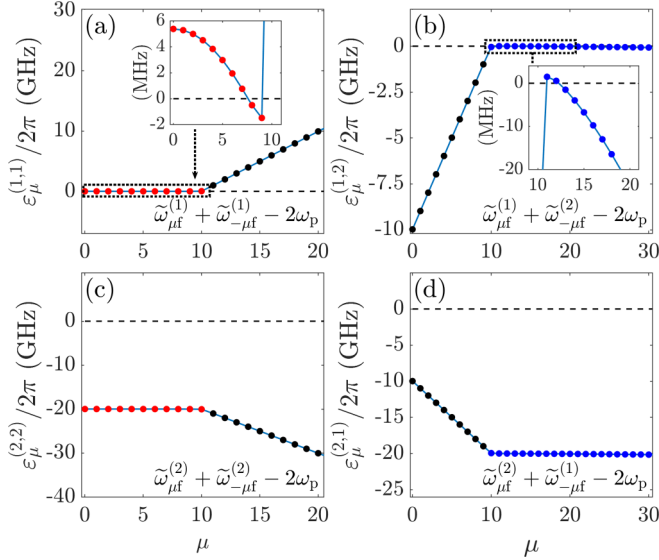 (a)
ε_μ^(1,1)/2π (GHz)
30
20
10
0
-10
-20
0 5 10 15 20
(MHz)
6
4
2
0
-2
0 5 10
ω̃_μf^(1) + ω̃_-μf^(1) − 2ω_p
(b)
ε_μ^(1,2)/2π (GHz)
0
-2.5
-5
-7.5
-10
0 10 20 30
(MHz)
0
-10
-20
10 15 20
ω̃_μf^(1) + ω̃_-μf^(2) − 2ω_p
(c)
ε_μ^(2,2)/2π (GHz)
0
-10
-20
-30
-40
0 5 10 15 20
ω̃_μf^(2) + ω̃_-μf^(2) − 2ω_p
μ
(d)
ε_μ^(2,1)/2π (GHz)
0
-5
-10
-15
-20
-25
0 10 20 30
ω̃_μf^(2) + ω̃_-μf^(1) − 2ω_p
μ